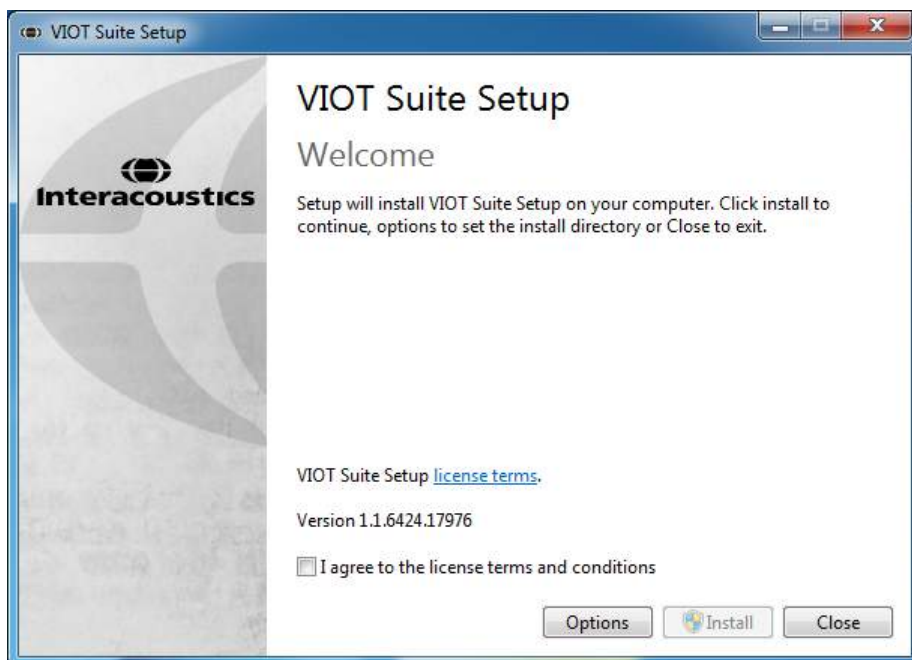 VIOT Suite Setup
VIOT Suite Setup
Welcome
Interacoustics
Setup will install VIOT Suite Setup on your computer. Click install to
continue, options to set the install directory or Close to exit.
VIOT Suite Setup license terms.
Version 1.1.6424.17976
I agree to the license terms and conditions
Options
Install
Close